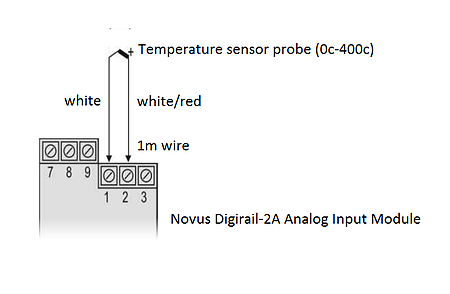 + Temperature sensor probe (0c-400c)
white white/red
1m wire
7 8 9
1 2 3
Novus Digirail-2A Analog Input Module